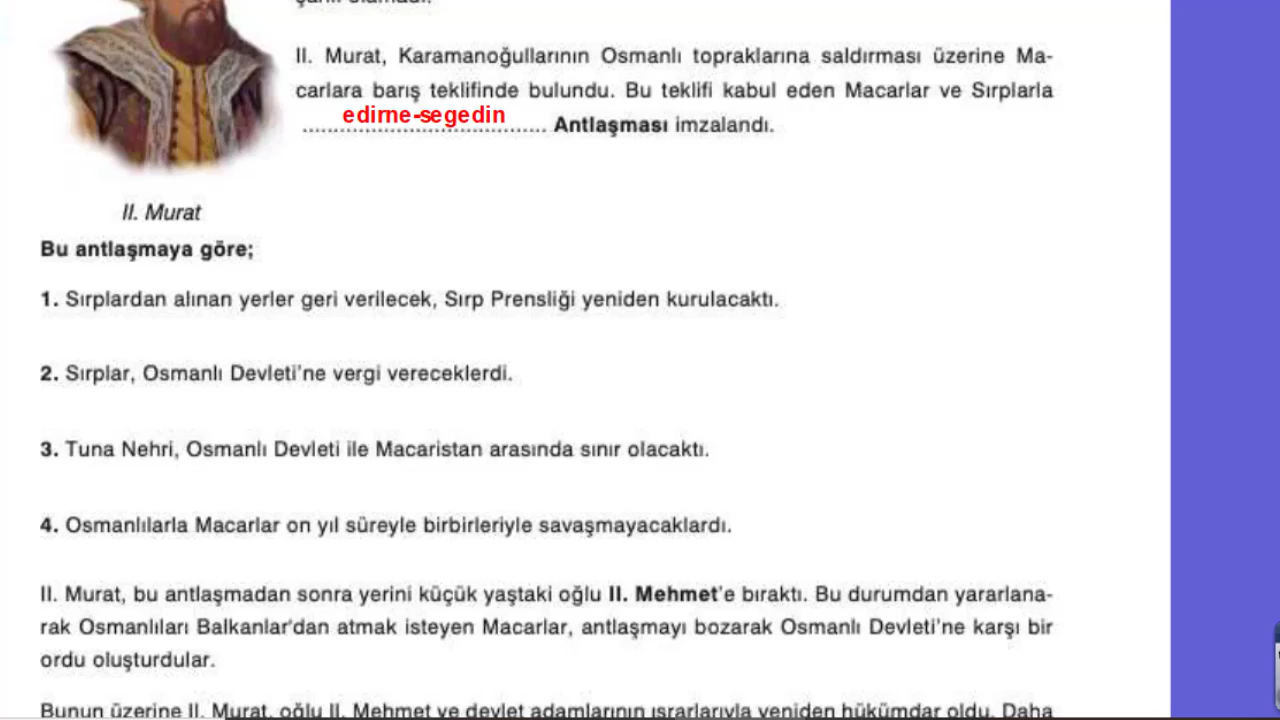 şarılı olamadı.
II. Murat, Karamanoğullarının Osmanlı topraklarına saldırması üzerine Ma-
carlara barış teklifinde bulundu. Bu teklifi kabul eden Macarlar ve Sırplarla
edirne-segedin
..................................... Antlaşması imzalandı.
II. Murat
Bu antlaşmaya göre;
1. Sırplardan alınan yerler geri verilecek, Sırp Prensliği yeniden kurulacaktı.
2. Sırplar, Osmanlı Devleti'ne vergi vereceklerdi.
3. Tuna Nehri, Osmanlı Devleti ile Macaristan arasında sınır olacaktı.
4. Osmanlılarla Macarlar on yıl süreyle birbirleriyle savaşmayacaklardı.
II. Murat, bu antlaşmadan sonra yerini küçük yaştaki oğlu II. Mehmet'e bıraktı. Bu durumdan yararlana-
rak Osmanlıları Balkanlar'dan atmak isteyen Macarlar, antlaşmayı bozarak Osmanlı Devleti'ne karşı bir
ordu oluşturdular.
Bunun üzerine II. Murat, oğlu II. Mehmet ve devlet adamlarının ısrarlarıyla yeniden hükümdar oldu. Daha